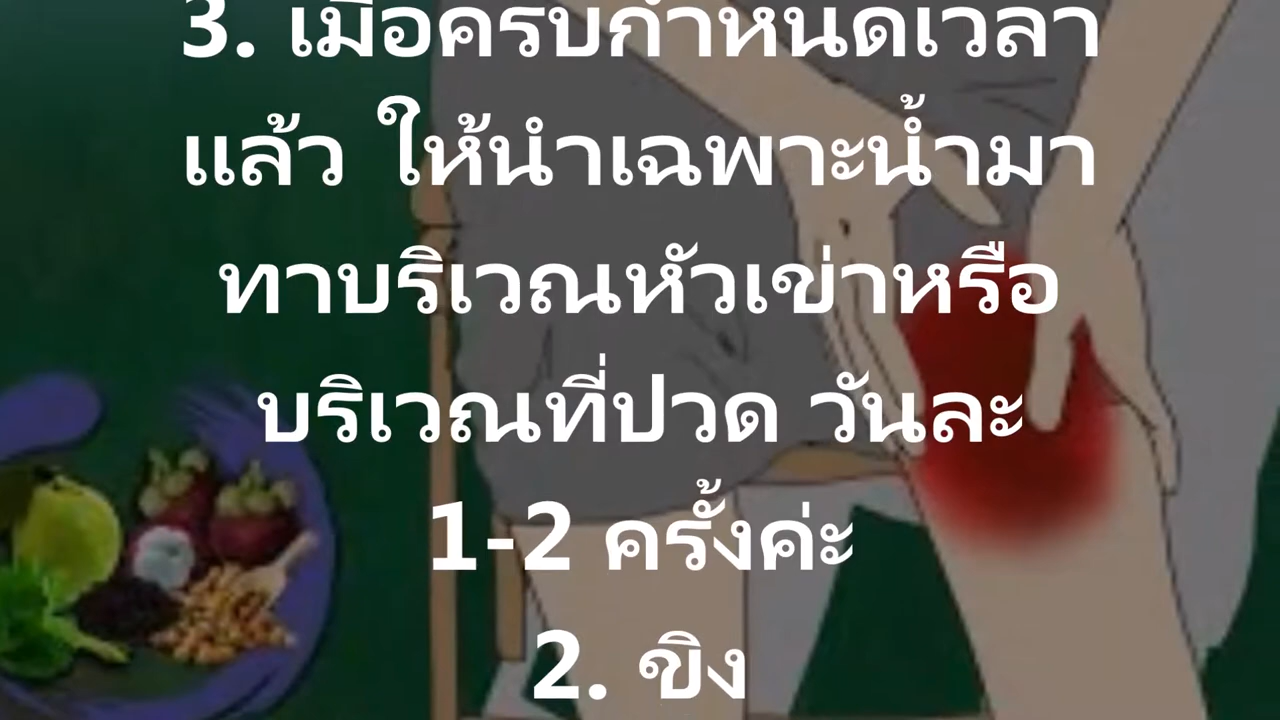 3. เมื่อครบกำหนดเวลา
แล้ว ให้นำเฉพาะน้ำมา
ทาบริเวณหัวเข่าหรือ
บริเวณที่ปวด วันละ
1-2 ครั้งค่ะ
2. ขิง